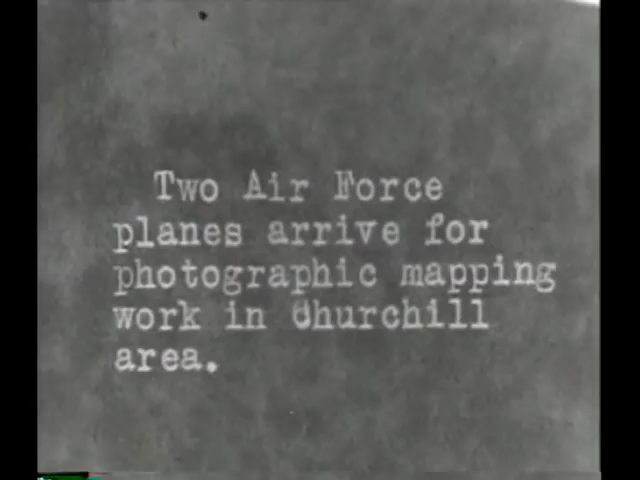 Two Air Force
planes arrive for
photographic mapping
work in Churchill
area.